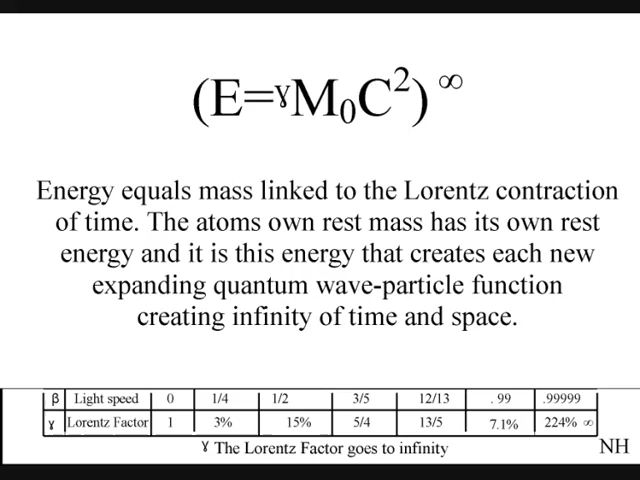 (E=ɣM₀C²)∞
Energy equals mass linked to the Lorentz contraction
of time. The atoms own rest mass has its own rest
energy and it is this energy that creates each new
expanding quantum wave-particle function
creating infinity of time and space.
β Light speed 0 1/4 1/2 3/5 12/13 . 99 .99999
ɣ Lorentz Factor 1 3% 15% 5/4 13/5 7.1% 224% ∞
ɣ The Lorentz Factor goes to infinity
NH